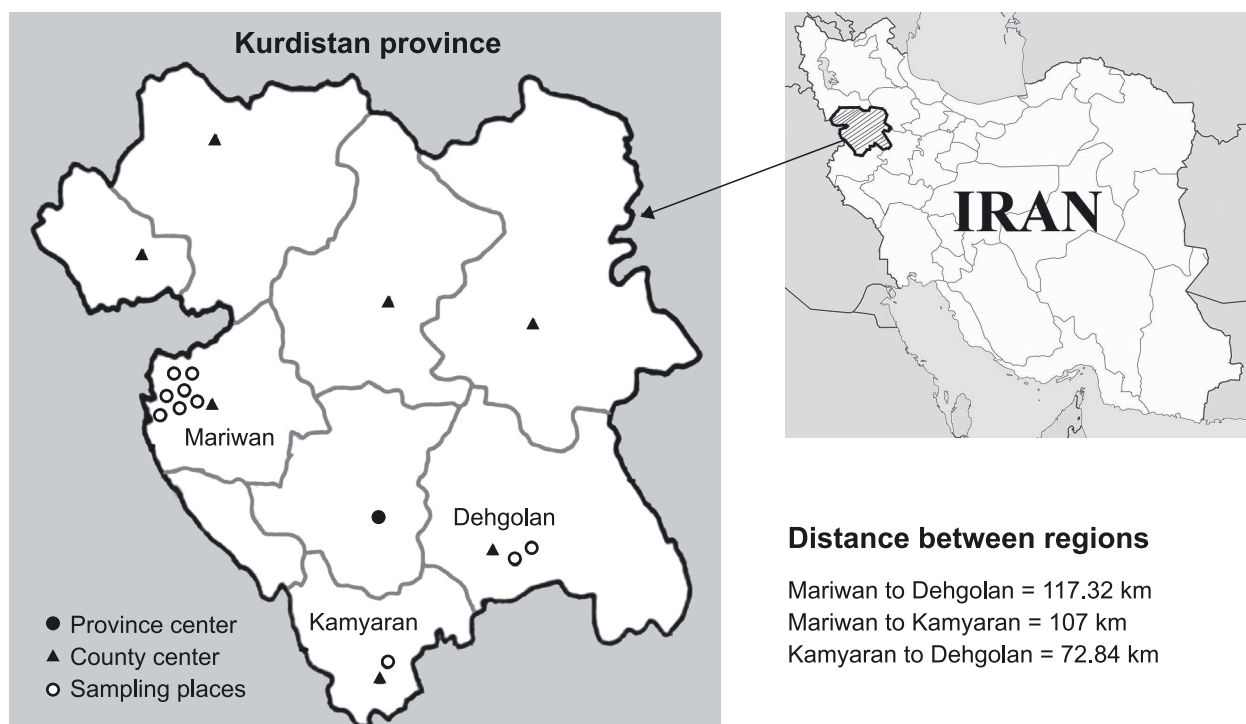 Kurdistan province
IRAN
Mariwan
Dehgolan
Kamyaran
Province center
County center
Sampling places
Distance between regions
Mariwan to Dehgolan = 117.32 km
Mariwan to Kamyaran = 107 km
Kamyaran to Dehgolan = 72.84 km